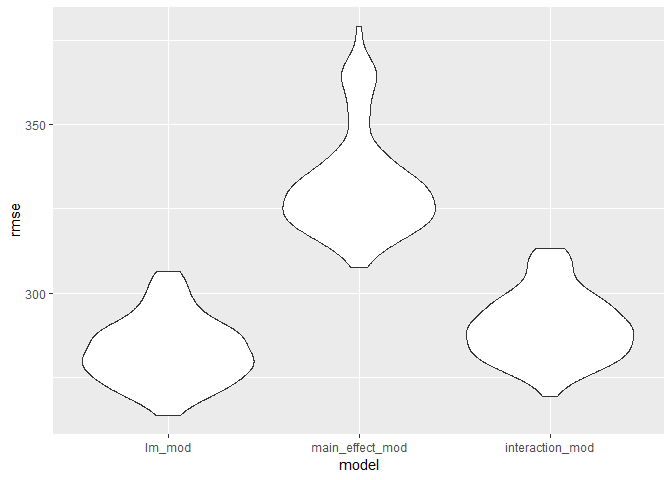 350
300
rmse
lm_mod
main_effect_mod
interaction_mod
model